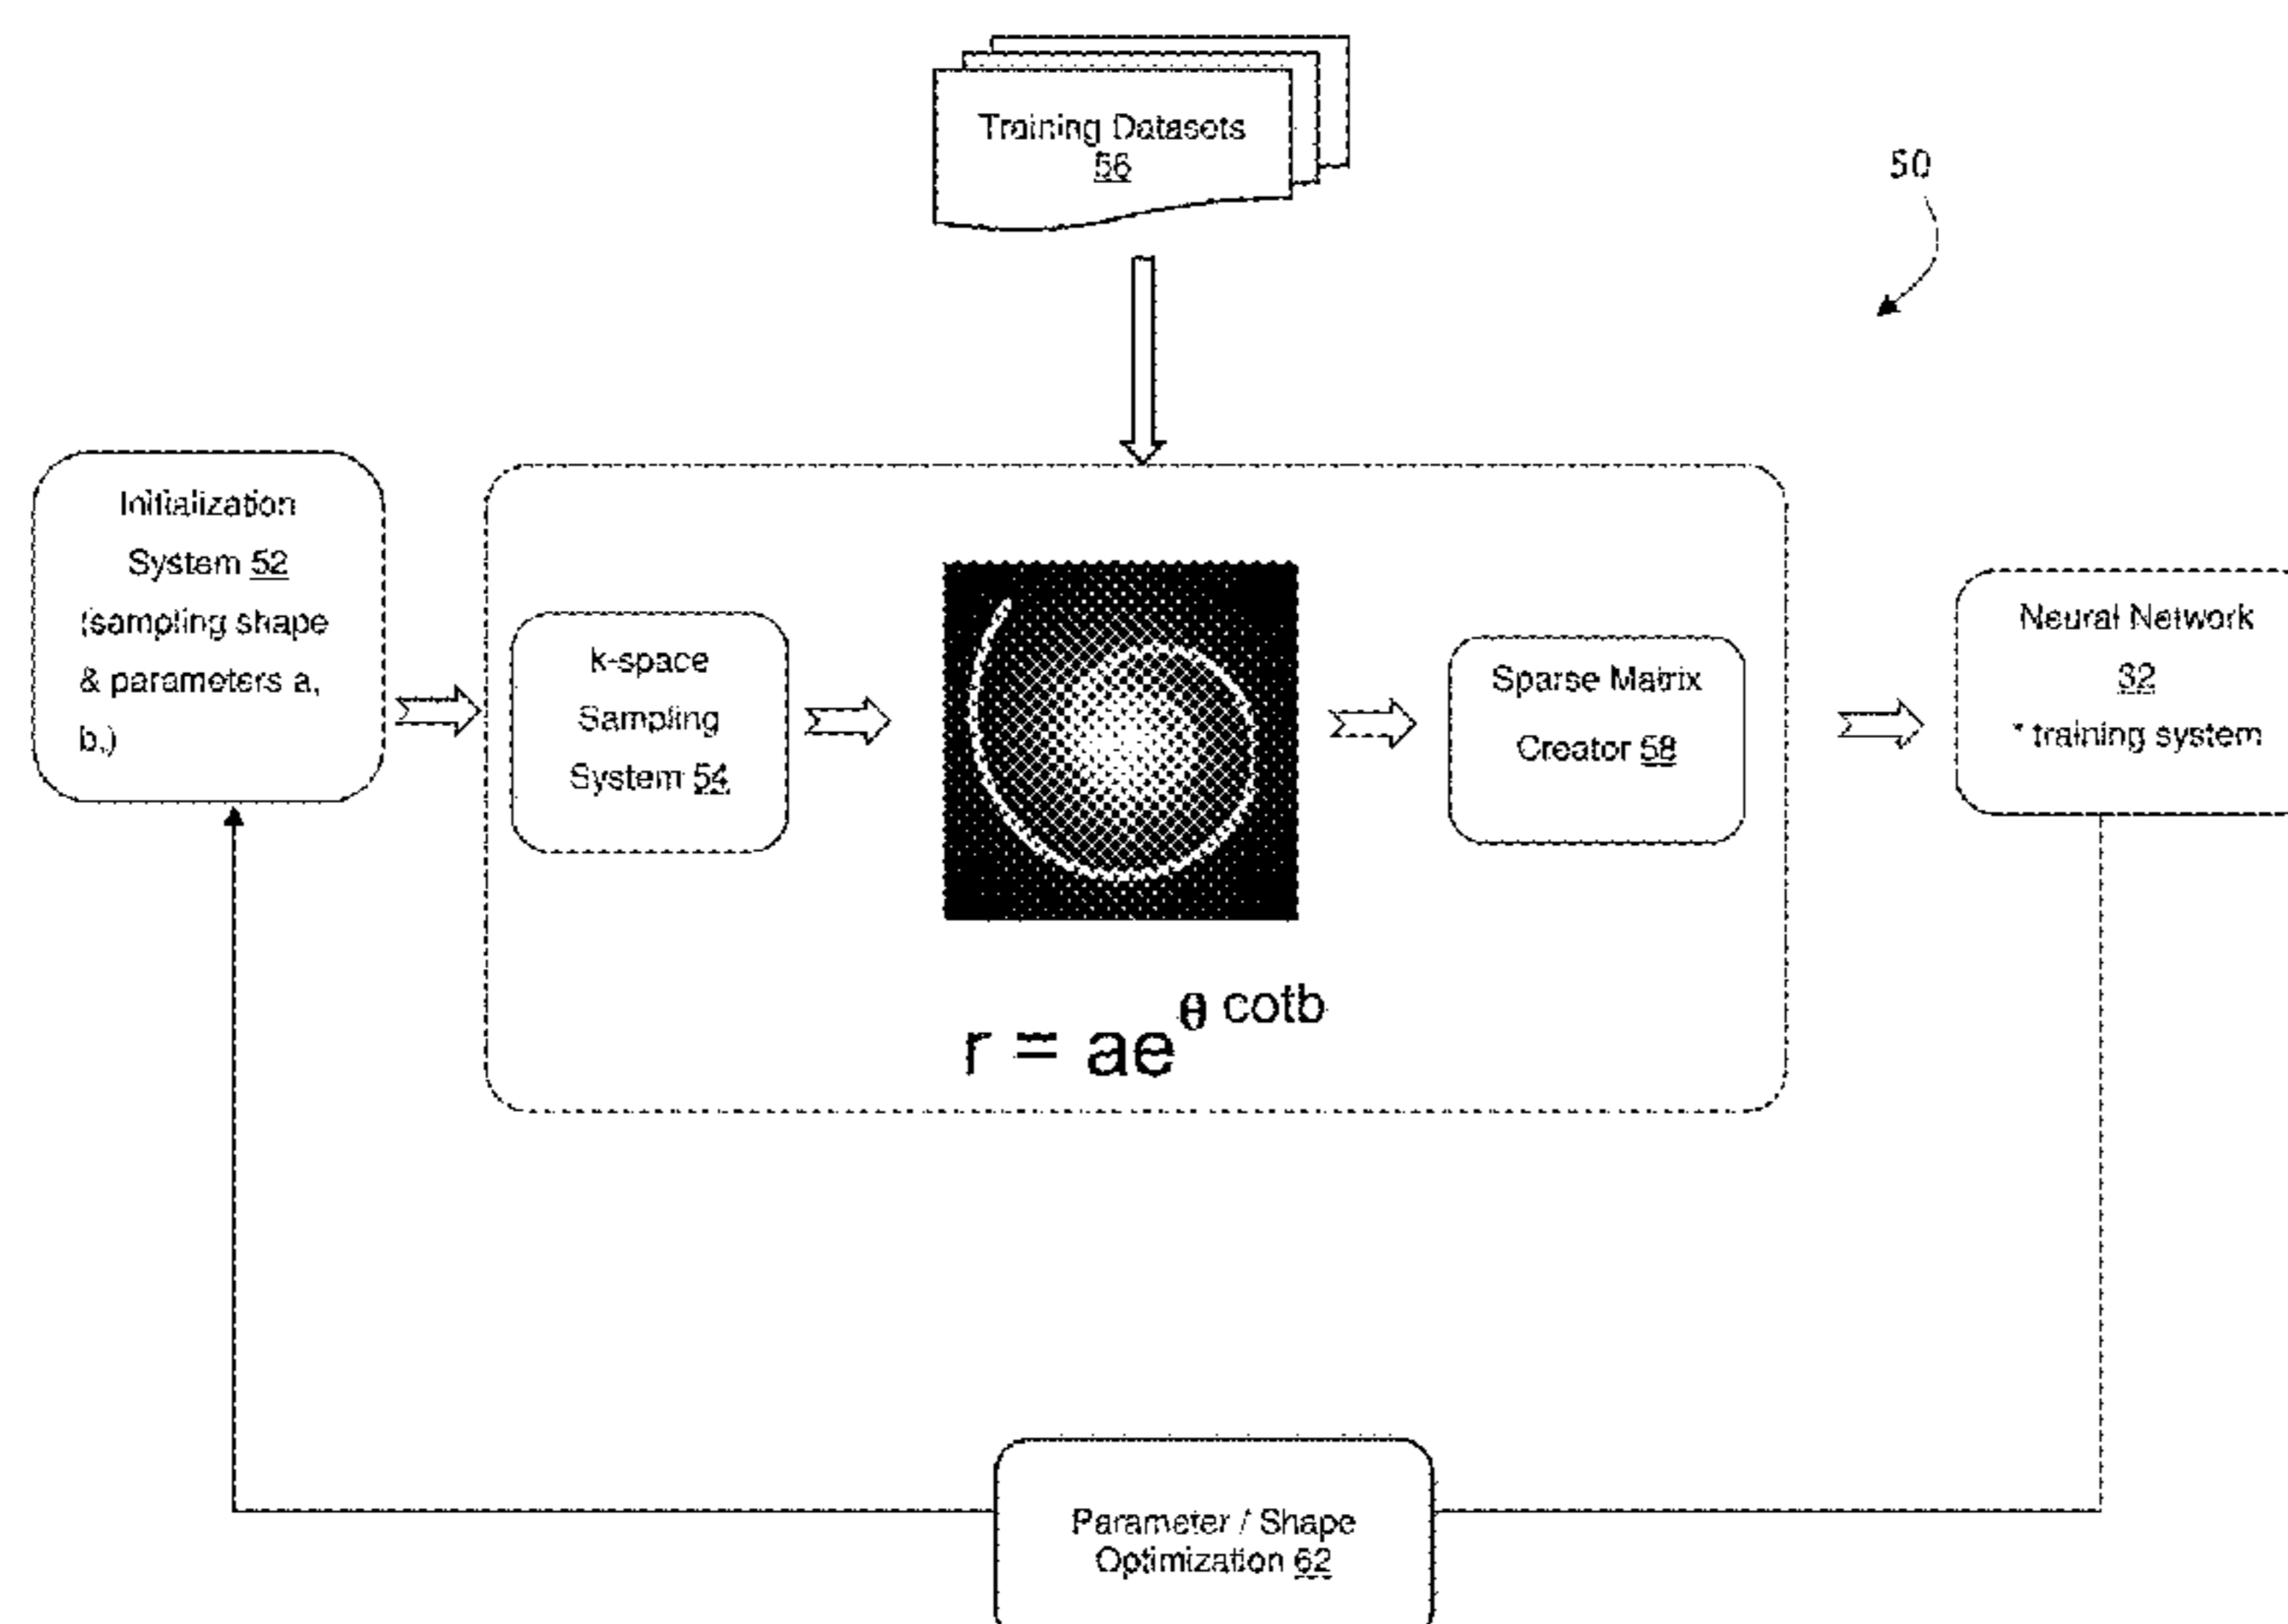 Training Datasets
56
50
Initialization
System 52
(sampling shape
& parameters a,
b,)
k-space
Sampling
System 54
r = ae^θ cotb
Sparse Matrix
Creator 58
Neural Network
32
* training system
Parameter / Shape
Optimization 62